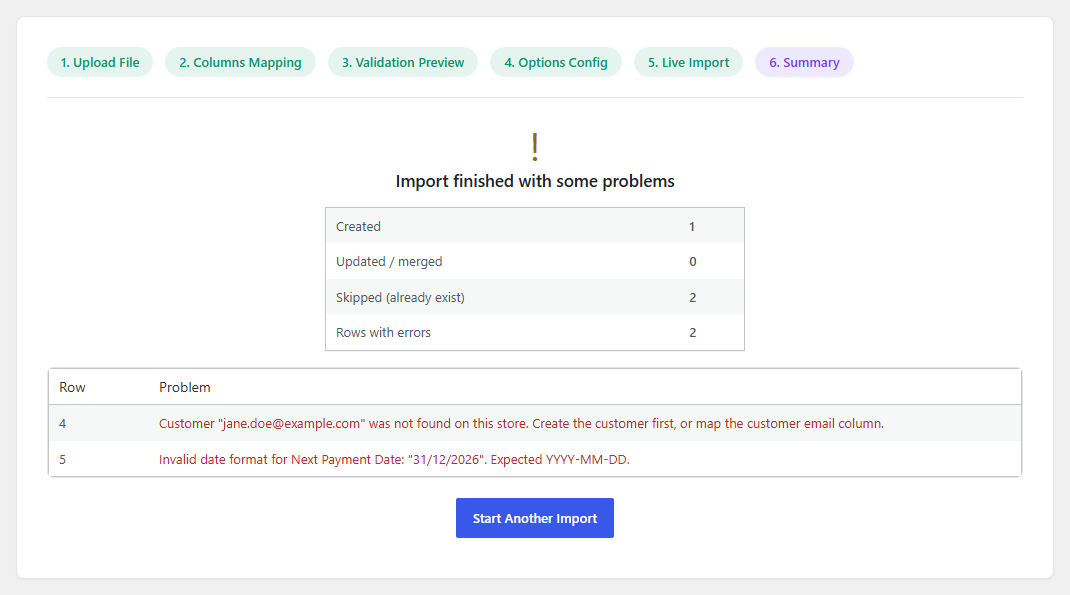 1. Upload File 2. Columns Mapping 3. Validation Preview 4. Options Config 5. Live Import 6. Summary
!
Import finished with some problems
Created 1
Updated / merged 0
Skipped (already exist) 2
Rows with errors 2
Row Problem
4 Customer "jane.doe@example.com" was not found on this store. Create the customer first, or map the customer email column.
5 Invalid date format for Next Payment Date: "31/12/2026". Expected YYYY-MM-DD.
Start Another Import